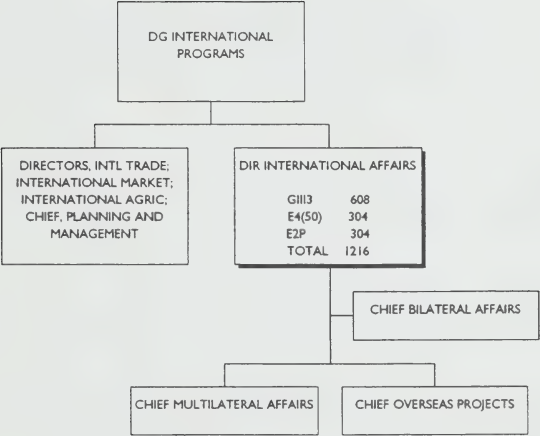 DG INTERNATIONAL
PROGRAMS
DIRECTORS, INTL TRADE;
INTERNATIONAL MARKET;
INTERNATIONAL AGRIC;
CHIEF, PLANNING AND
MANAGEMENT
DIR INTERNATIONAL AFFAIRS
GIII3 608
E4(50) 304
E2P 304
TOTAL 1216
CHIEF BILATERAL AFFAIRS
CHIEF MULTILATERAL AFFAIRS
CHIEF OVERSEAS PROJECTS